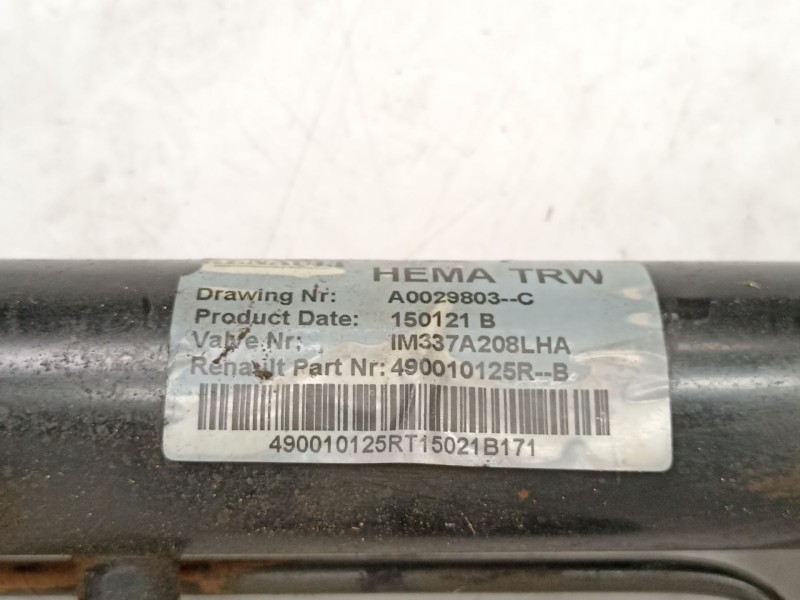 HEMA TRW
Drawing Nr: A0029803--C
Product Date: 150121 B
Valve Nr: IM337A208LHA
Renault Part Nr: 490010125R--B
490010125RT15021B171